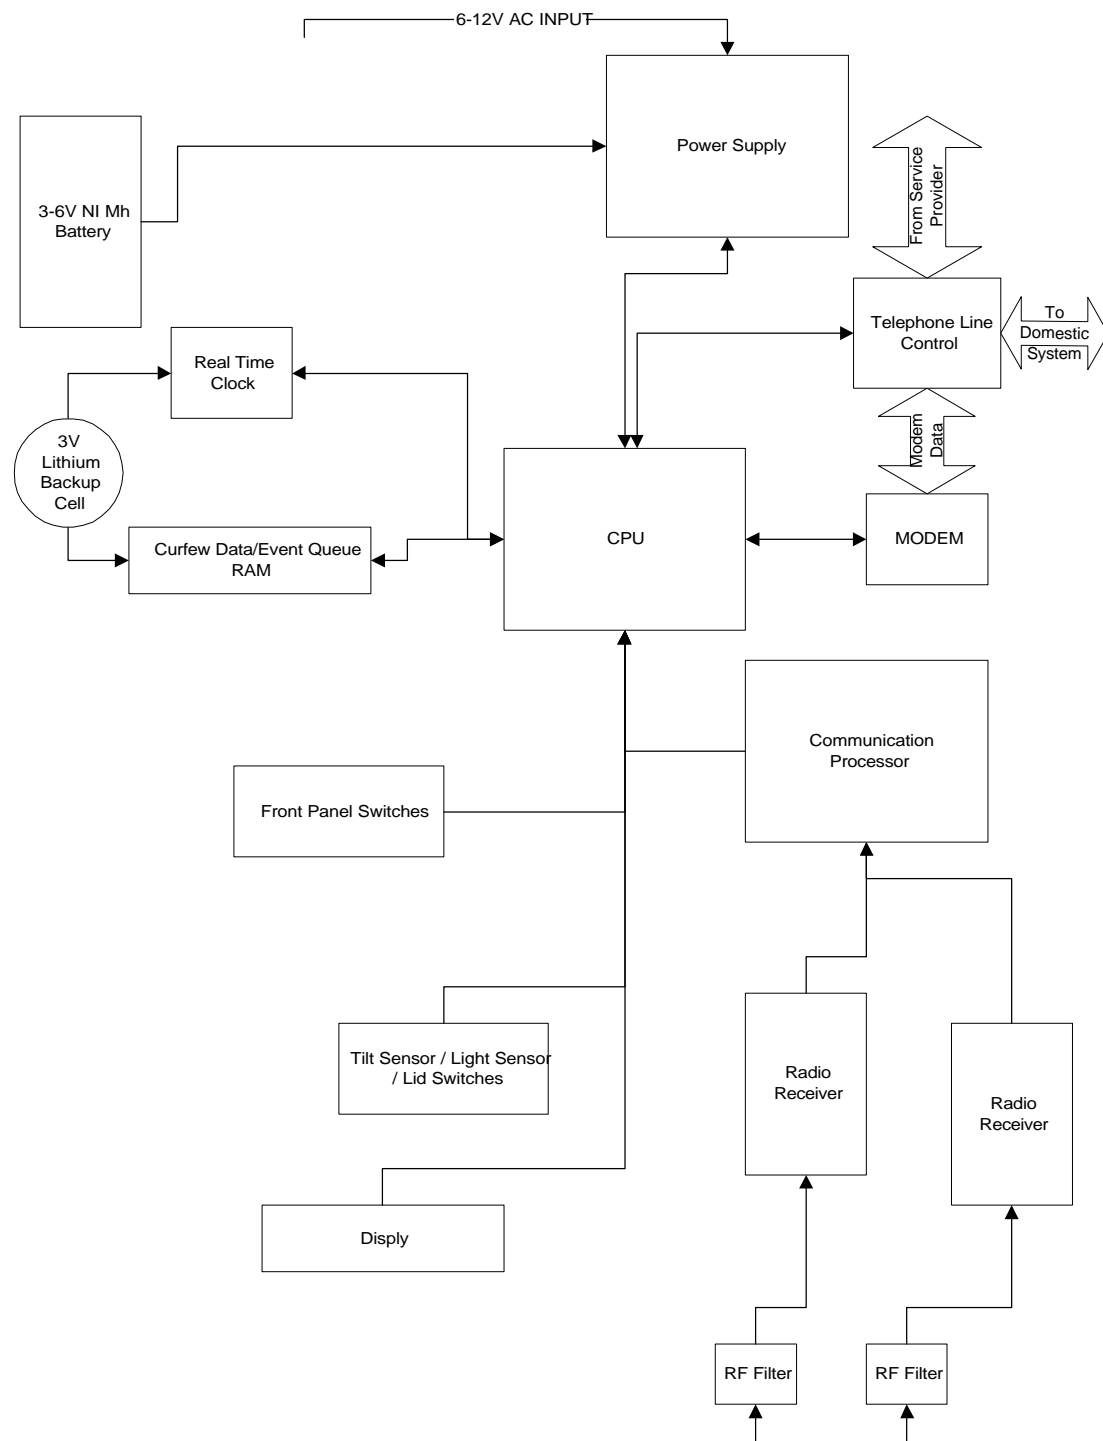 6-12V AC INPUT
Power Supply
3-6V NI Mh
Battery
From Service
Provider
Telephone Line
Control
To
Domestic
System
Real Time
Clock
3V
Lithium
Backup
Cell
Modem
Data
Curfew Data/Event Queue
RAM
CPU
MODEM
Communication
Processor
Front Panel Switches
Tilt Sensor / Light Sensor
/ Lid Switches
Radio
Receiver
Radio
Receiver
Disply
RF Filter
RF Filter